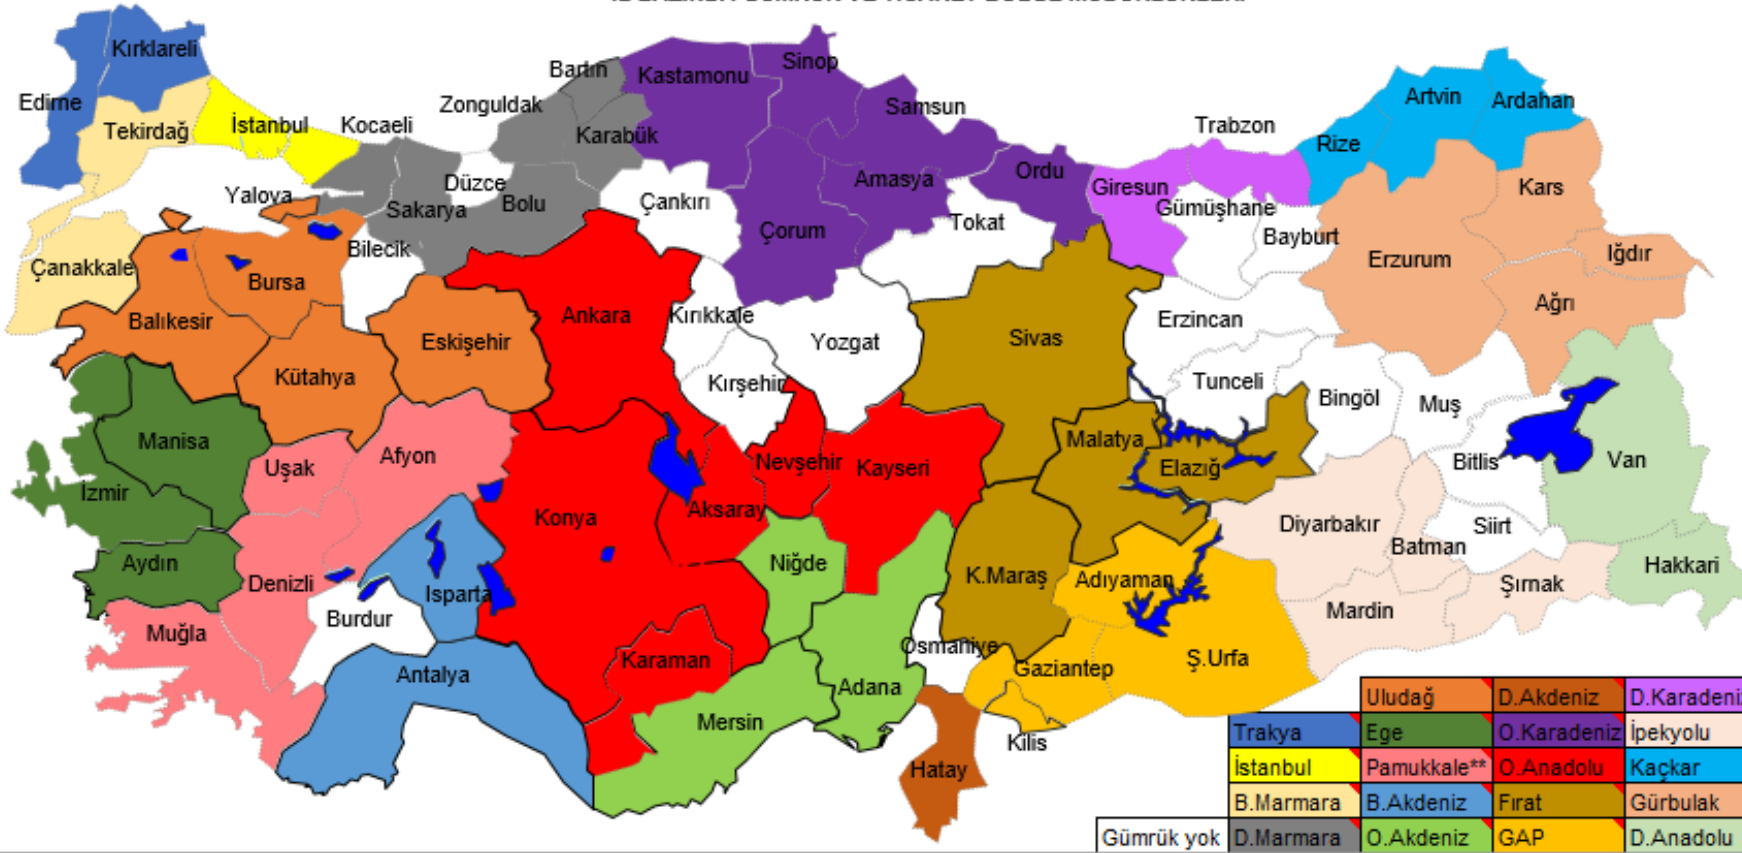 Kırklareli
Edirne
Tekirdağ
İstanbul
Kocaeli
Yalova
Zonguldak
Bartın
Karabük
Kastamonu
Sinop
Samsun
Düzce
Sakarya
Bolu
Çankırı
Çorum
Amasya
Tokat
Ordu
Giresun
Trabzon
Gümüşhane
Bayburt
Rize
Artvin
Ardahan
Kars
Erzurum
Iğdır
Ağrı
Çanakkale
Balıkesir
Bursa
Bilecik
Kütahya
Eskişehir
Ankara
Kırıkkale
Kırşehir
Yozgat
Sivas
Erzincan
Tunceli
Bingöl
Muş
Bitlis
Van
Manisa
İzmir
Uşak
Afyon
Aydın
Denizli
Muğla
Burdur
Isparta
Antalya
Konya
Aksaray
Nevşehir
Kayseri
Niğde
Karaman
Mersin
Adana
Osmaniye
Hatay
K.Maraş
Malatya
Elazığ
Adıyaman
Gaziantep
Kilis
Ş.Urfa
Diyarbakır
Batman
Mardin
Siirt
Şırnak
Hakkari
Uludağ D.Akdeniz D.Karadeniz
Trakya Ege O.Karadeniz İpekyolu
İstanbul Pamukkale** O.Anadolu Kaçkar
B.Marmara B.Akdeniz Fırat Gürbulak
Gümrük yok D.Marmara O.Akdeniz GAP D.Anadolu